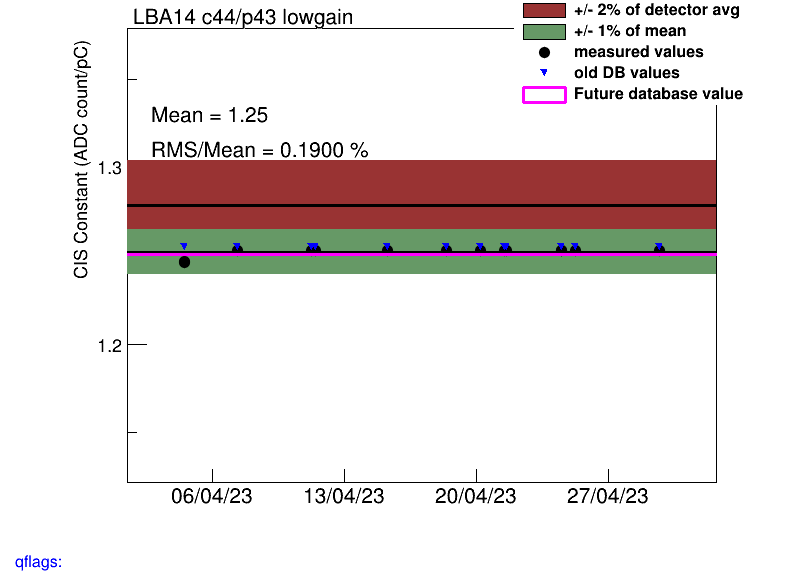 LBA14 c44/p43 lowgain
+/- 2% of detector avg
+/- 1% of mean
measured values
old DB values
Future database value
Mean = 1.25
RMS/Mean = 0.1900 %
CIS Constant (ADC count/pC)
1.3
1.2
06/04/23 13/04/23 20/04/23 27/04/23
qflags: